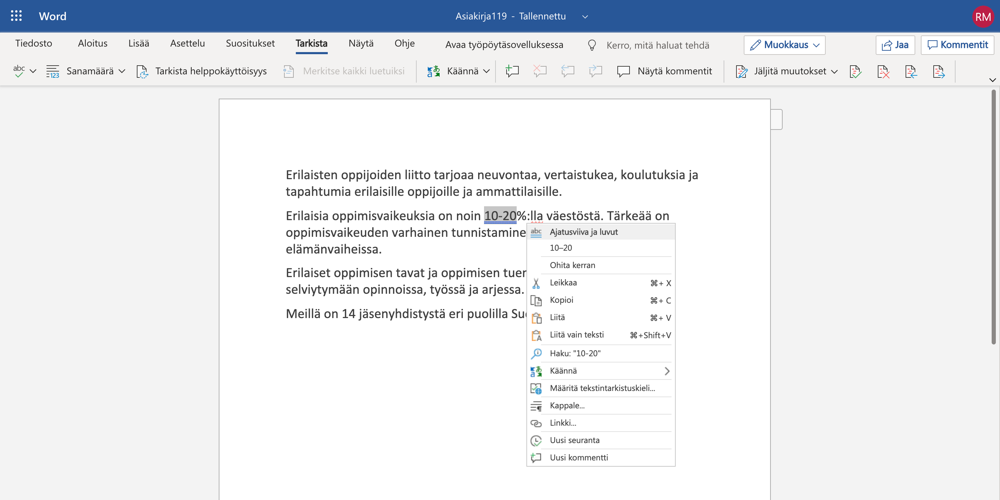 Word
Asiakirja119 - Tallennettu
RM
Tiedosto Aloitus Lisää Asettelu Suositukset Tarkista Näytä Ohje Avaa työpöytäsovelluksessa Kerro, mitä haluat tehdä Muokkaus Jaa Kommentit
abc 123 Sanamäärä Tarkista helppokäyttöisyys Merkitse kaikki luetuiksi Käännä Näytä kommentit Jäljitä muutokset
Erilaisten oppijoiden liitto tarjoaa neuvontaa, vertaistukea, koulutuksia ja
tapahtumia erilaisille oppijoille ja ammattilaisille.
Erilaisia oppimisvaikeuksia on noin 10-20%:lla väestöstä. Tärkeää on
oppimisvaikeuden varhainen tunnistamine
elämänvaiheissa.
Erilaiset oppimisen tavat ja oppimisen tuen
selviytymään opinnoissa, työssä ja arjessa.
Meillä on 14 jäsenyhdistystä eri puolilla Suo
abc Ajatusviiva ja luvut
10–20
Ohita kerran
Leikkaa ⌘+ X
Kopioi ⌘+ C
Liitä ⌘+ V
Liitä vain teksti ⌘+Shift+V
Haku: "10-20"
Käännä
Määritä tekstintarkistuskieli...
Kappale...
Linkki...
Uusi seuranta
Uusi kommentti